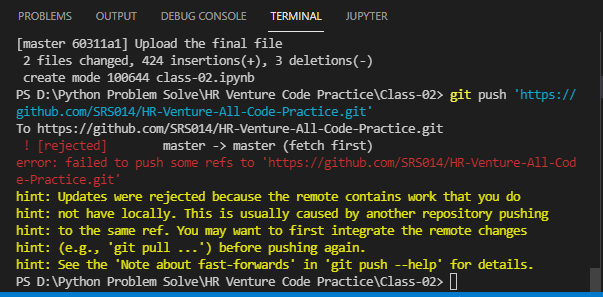 PROBLEMS OUTPUT DEBUG CONSOLE TERMINAL JUPYTER
[master 60311a1] Upload the final file
2 files changed, 424 insertions(+), 3 deletions(-)
create mode 100644 class-02.ipynb
PS D:\Python Problem Solve\HR Venture Code Practice\Class-02> git push 'https://
github.com/SRS014/HR-Venture-All-Code-Practice.git'
To https://github.com/SRS014/HR-Venture-All-Code-Practice.git
! [rejected] master -> master (fetch first)
error: failed to push some refs to 'https://github.com/SRS014/HR-Venture-All-Cod
e-Practice.git'
hint: Updates were rejected because the remote contains work that you do
hint: not have locally. This is usually caused by another repository pushing
hint: to the same ref. You may want to first integrate the remote changes
hint: (e.g., 'git pull ...') before pushing again.
hint: See the 'Note about fast-forwards' in 'git push --help' for details.
PS D:\Python Problem Solve\HR Venture Code Practice\Class-02>